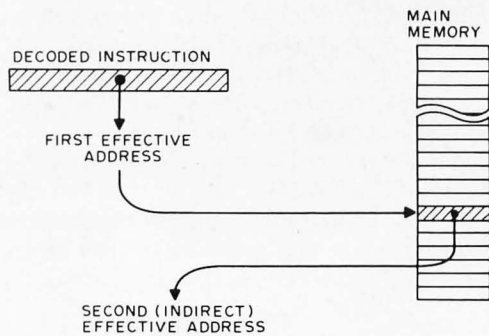 MAIN
MEMORY
DECODED INSTRUCTION
FIRST EFFECTIVE
ADDRESS
SECOND (INDIRECT)
EFFECTIVE ADDRESS